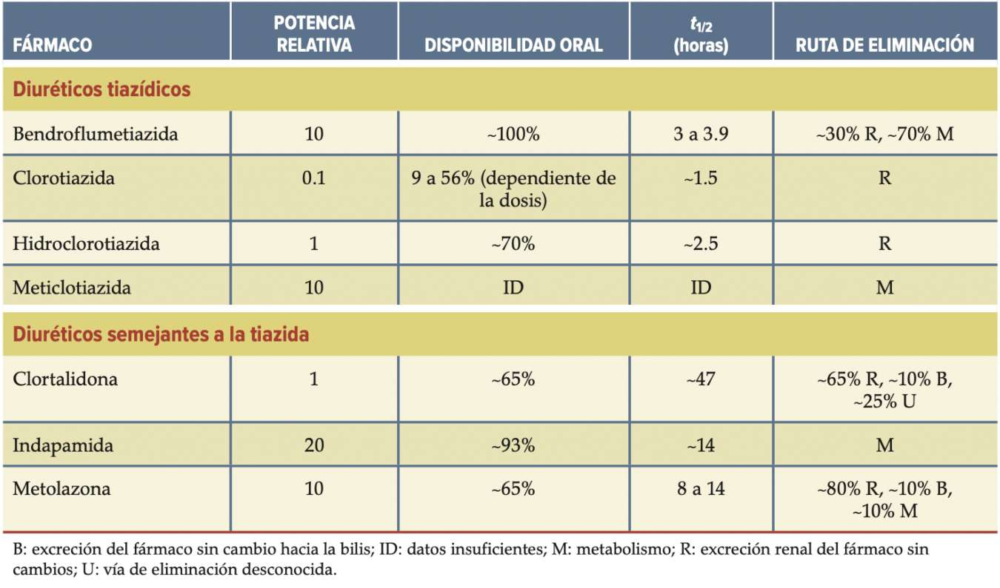 FÁRMACO POTENCIA RELATIVA DISPONIBILIDAD ORAL t1/2 (horas) RUTA DE ELIMINACIÓN
Diuréticos tiazídicos
Bendroflumetiazida 10 ~100% 3 a 3.9 ~30% R, ~70% M
Clorotiazida 0.1 9 a 56% (dependiente de la dosis) ~1.5 R
Hidroclorotiazida 1 ~70% ~2.5 R
Meticlotiazida 10 ID ID M
Diuréticos semejantes a la tiazida
Clortalidona 1 ~65% ~47 ~65% R, ~10% B, ~25% U
Indapamida 20 ~93% ~14 M
Metolazona 10 ~65% 8 a 14 ~80% R, ~10% B, ~10% M
B: excreción del fármaco sin cambio hacia la bilis; ID: datos insuficientes; M: metabolismo; R: excreción renal del fármaco sin
cambios; U: vía de eliminación desconocida.